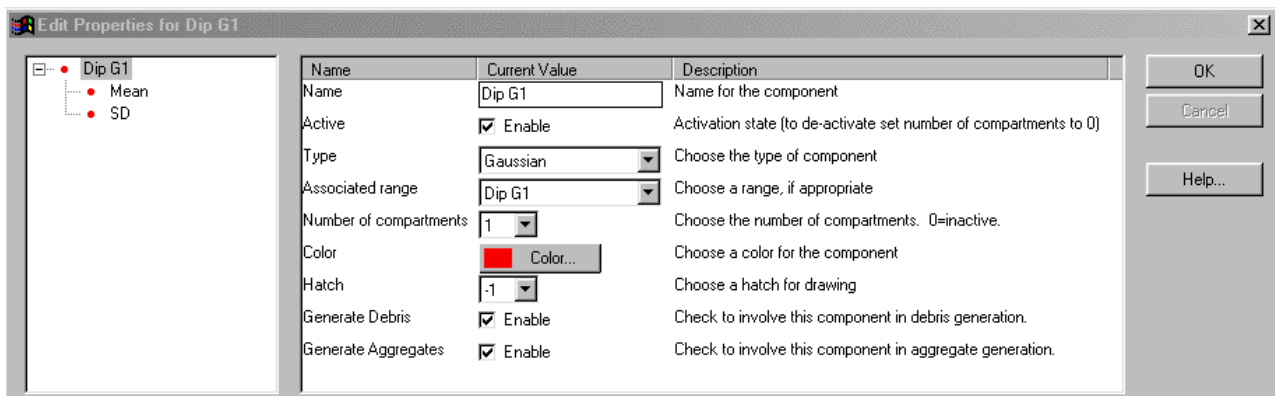 Edit Properties for Dip G1
Dip G1
Mean
SD
Name Current Value Description
Name Dip G1 Name for the component
Active Enable Activation state (to de-activate set number of compartments to 0)
Type Gaussian Choose the type of component
Associated range Dip G1 Choose a range, if appropriate
Number of compartments 1 Choose the number of compartments. 0=inactive.
Color Color... Choose a color for the component
Hatch -1 Choose a hatch for drawing
Generate Debris Enable Check to involve this component in debris generation.
Generate Aggregates Enable Check to involve this component in aggregate generation.
OK
Cancel
Help...